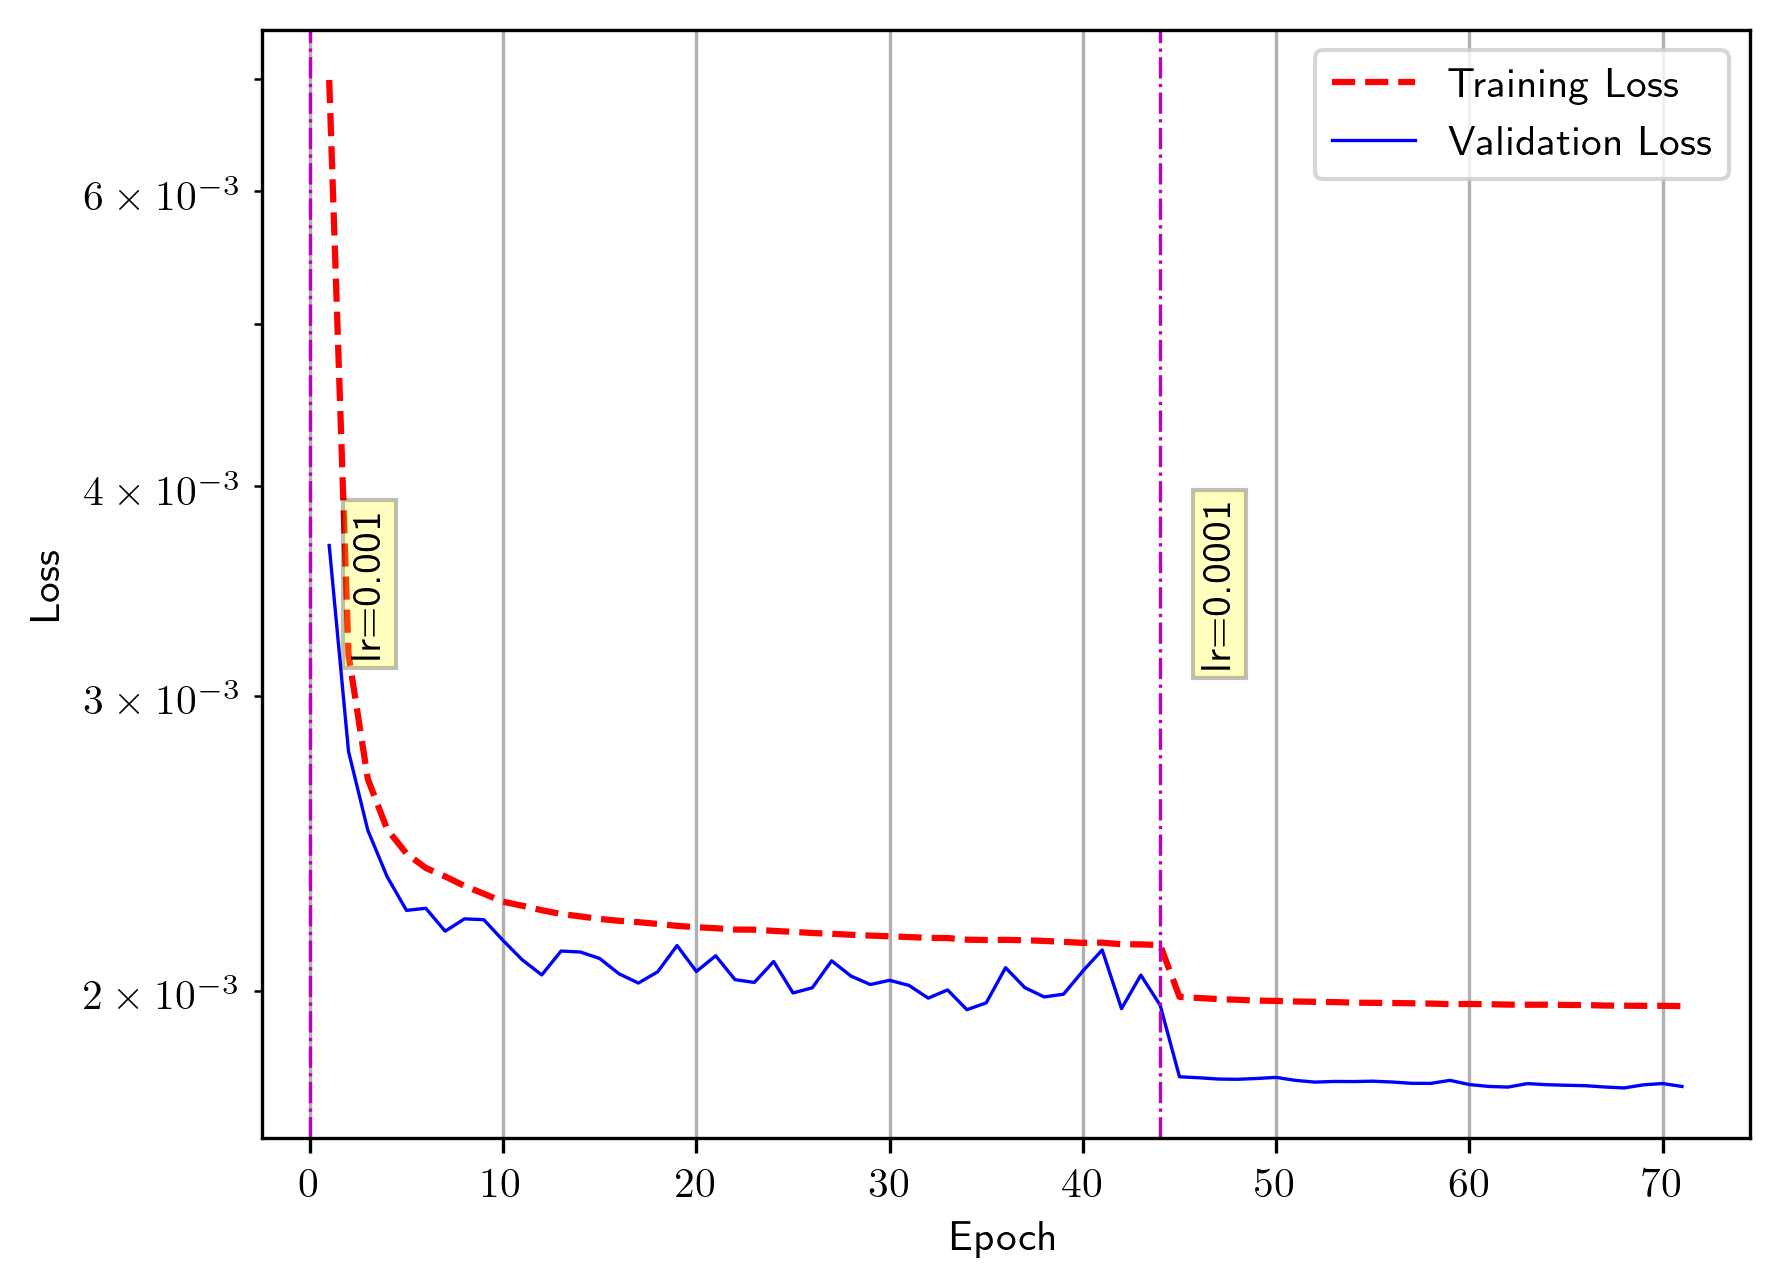 Training Loss
Validation Loss
6 × 10⁻³
4 × 10⁻³
3 × 10⁻³
2 × 10⁻³
Loss
lr=0.001
lr=0.0001
0 10 20 30 40 50 60 70
Epoch